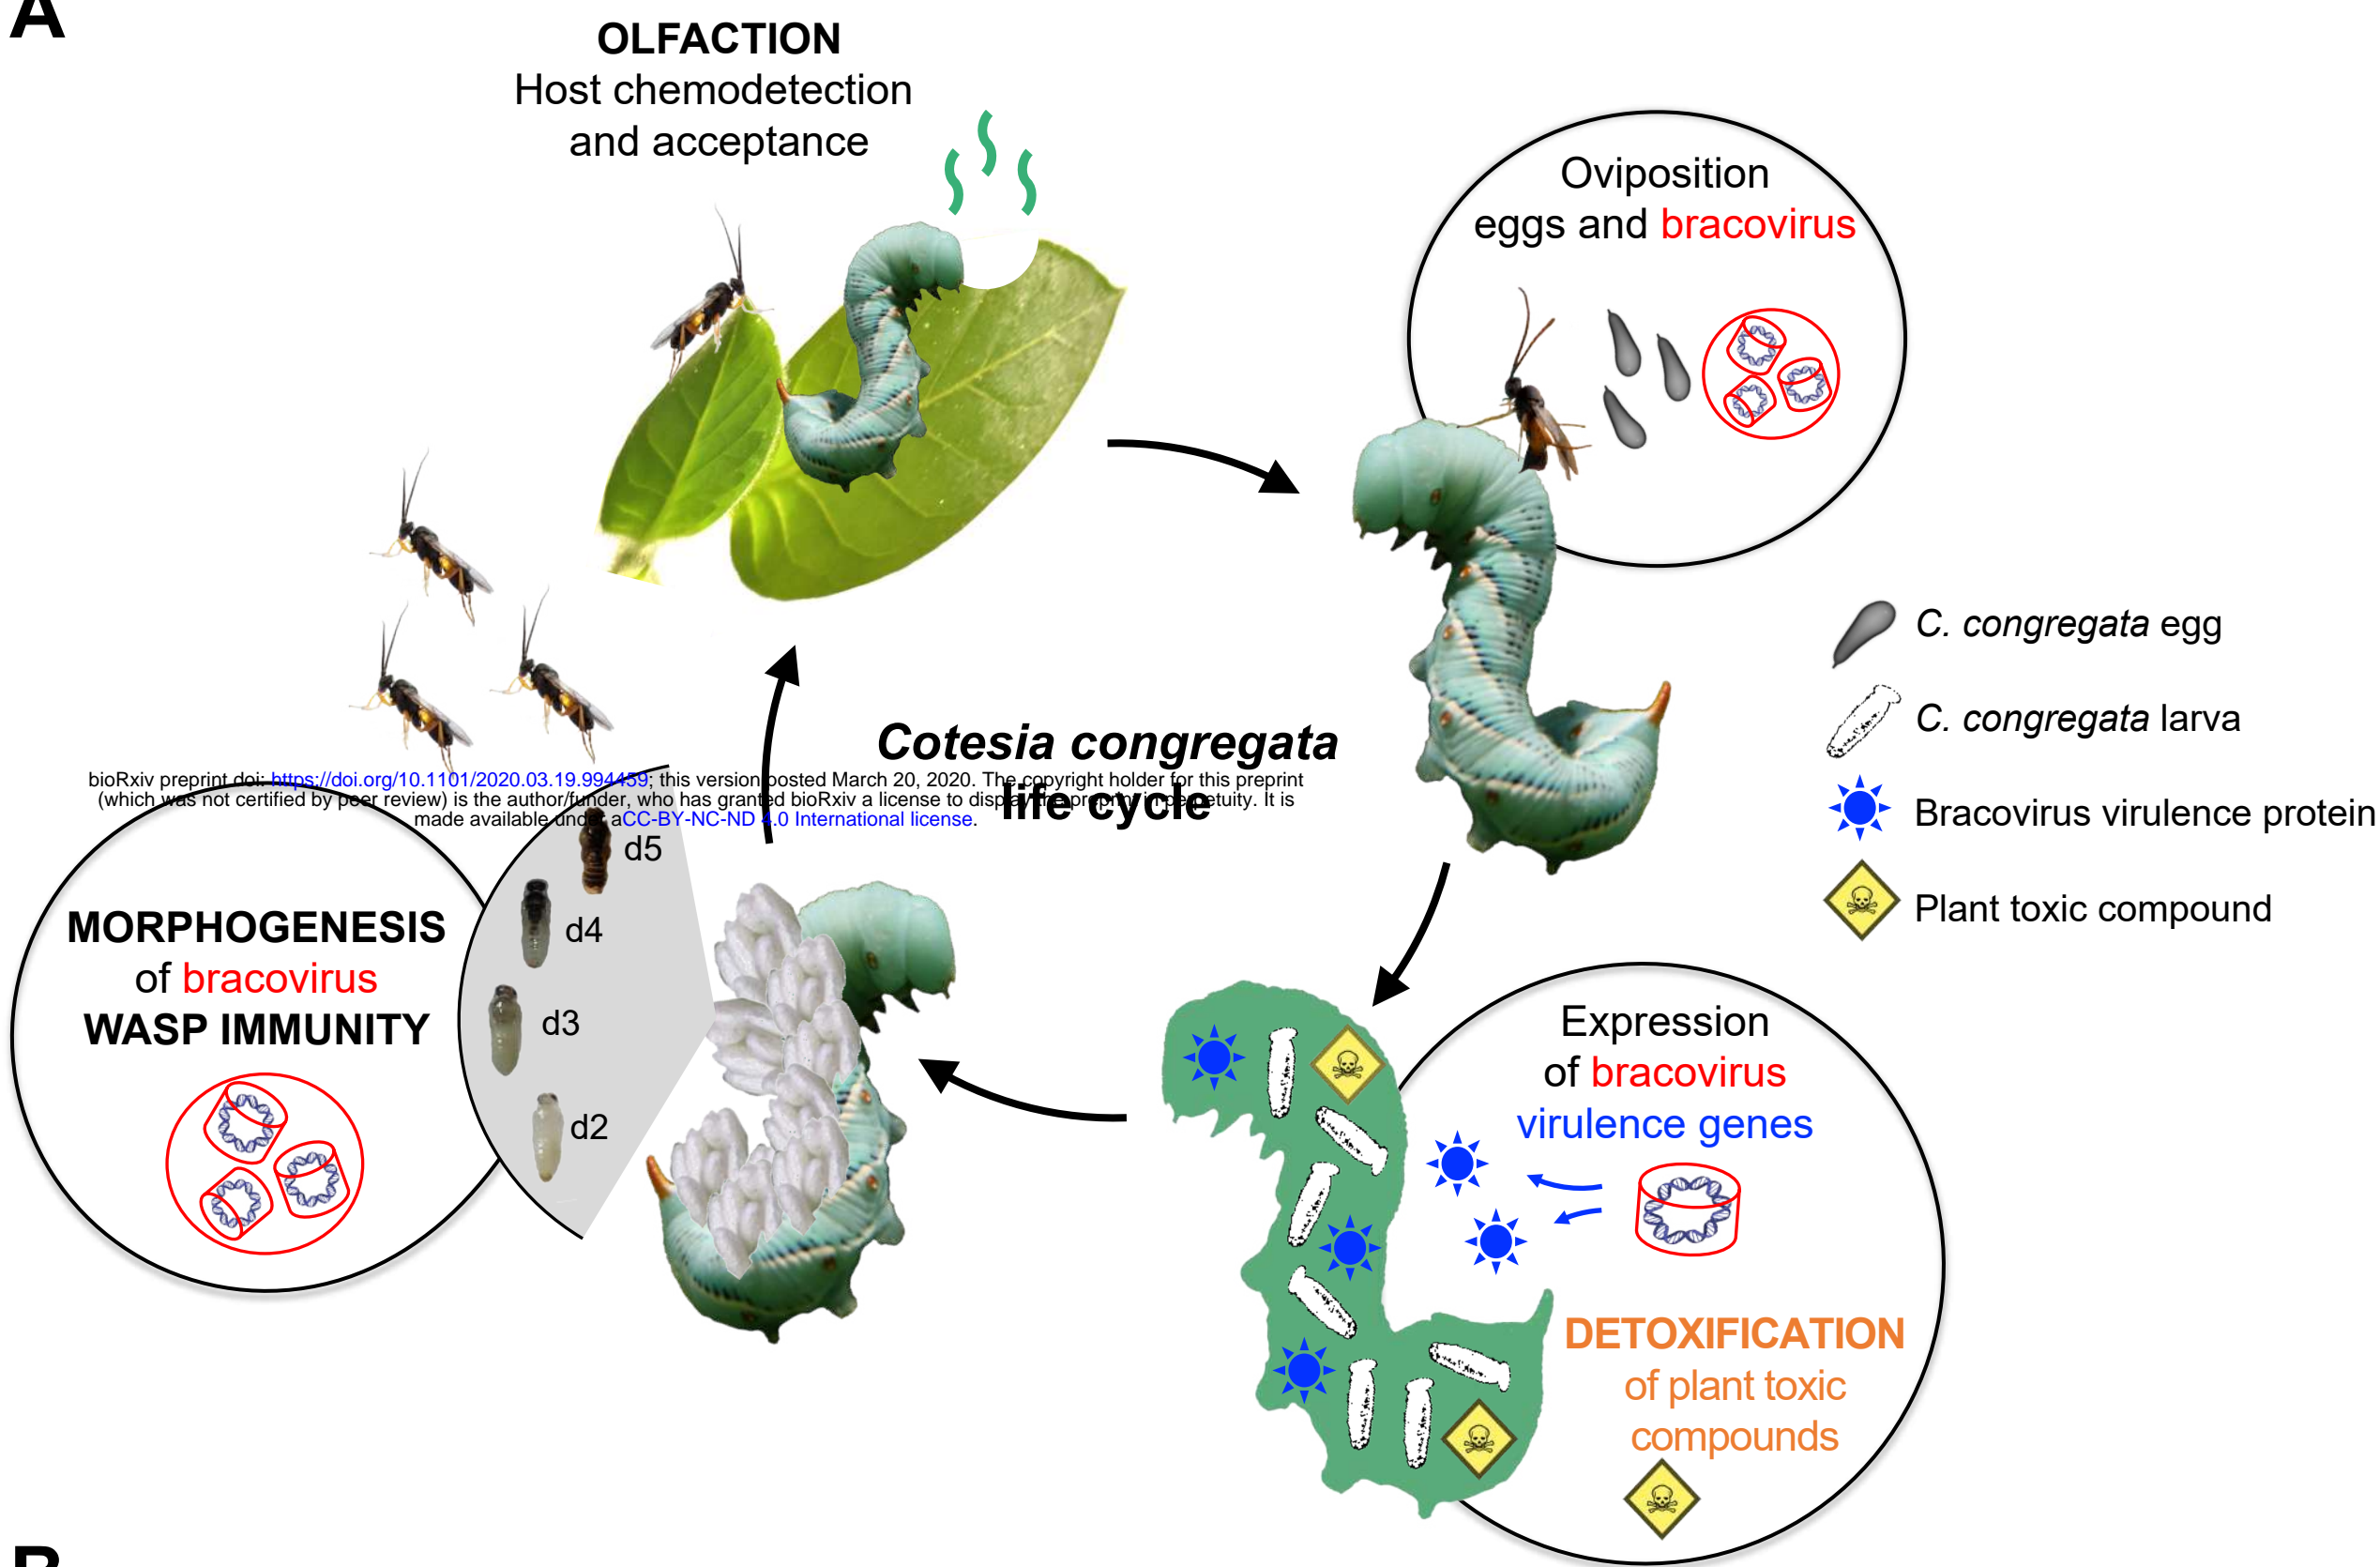 A
OLFACTION
Host chemodetection
and acceptance
Oviposition
eggs and bracovirus
C. congregata egg
C. congregata larva
Bracovirus virulence protein
Plant toxic compound
Cotesia congregata
life cycle
bioRxiv preprint doi: https://doi.org/10.1101/2020.03.19.994459; this version posted March 20, 2020. The copyright holder for this preprint
(which was not certified by peer review) is the author/funder, who has granted bioRxiv a license to display the preprint in perpetuity. It is
made available under aCC-BY-NC-ND 4.0 International license.
d5
d4
d3
d2
MORPHOGENESIS
of bracovirus
WASP IMMUNITY
Expression
of bracovirus
virulence genes
DETOXIFICATION
of plant toxic
compounds
B